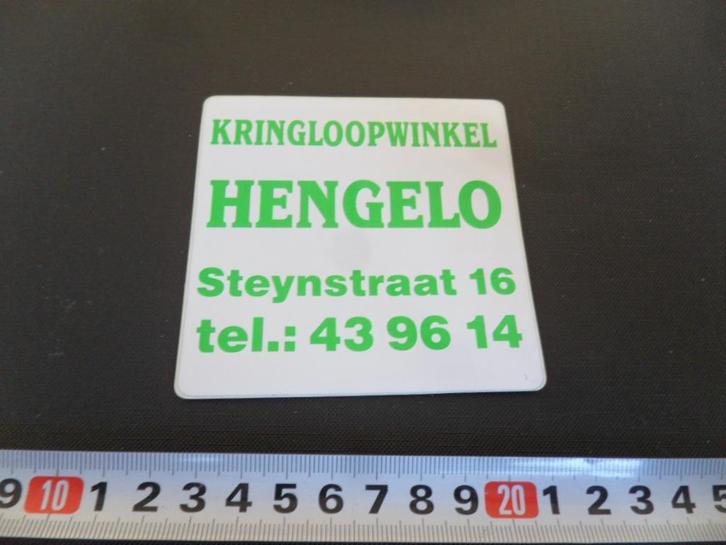 KRINGLOOPWINKEL
HENGELO
Steynstraat 16
tel.: 43 96 14
9 10 1 2 3 4 5 6 7 8 9 20 1 2 3 4 5